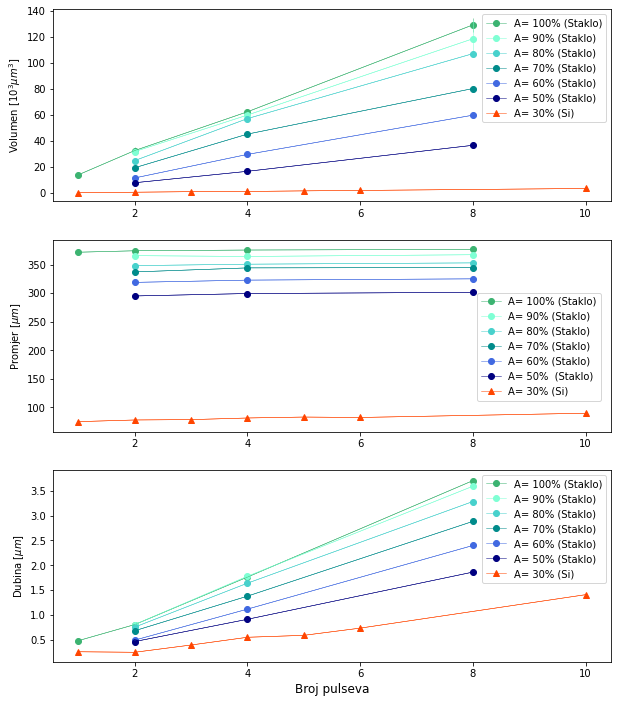 140
120
100
80
60
40
20
0
Volumen [10³μm³]
A= 100% (Staklo)
A= 90% (Staklo)
A= 80% (Staklo)
A= 70% (Staklo)
A= 60% (Staklo)
A= 50% (Staklo)
A= 30% (Si)
2 4 6 8 10
350
300
250
200
150
100
Promjer [μm]
A= 100% (Staklo)
A= 90% (Staklo)
A= 80% (Staklo)
A= 70% (Staklo)
A= 60% (Staklo)
A= 50%  (Staklo)
A= 30% (Si)
2 4 6 8 10
3.5
3.0
2.5
2.0
1.5
1.0
0.5
Dubina [μm]
A= 100% (Staklo)
A= 90% (Staklo)
A= 80% (Staklo)
A= 70% (Staklo)
A= 60% (Staklo)
A= 50% (Staklo)
A= 30% (Si)
2 4 6 8 10
Broj pulseva